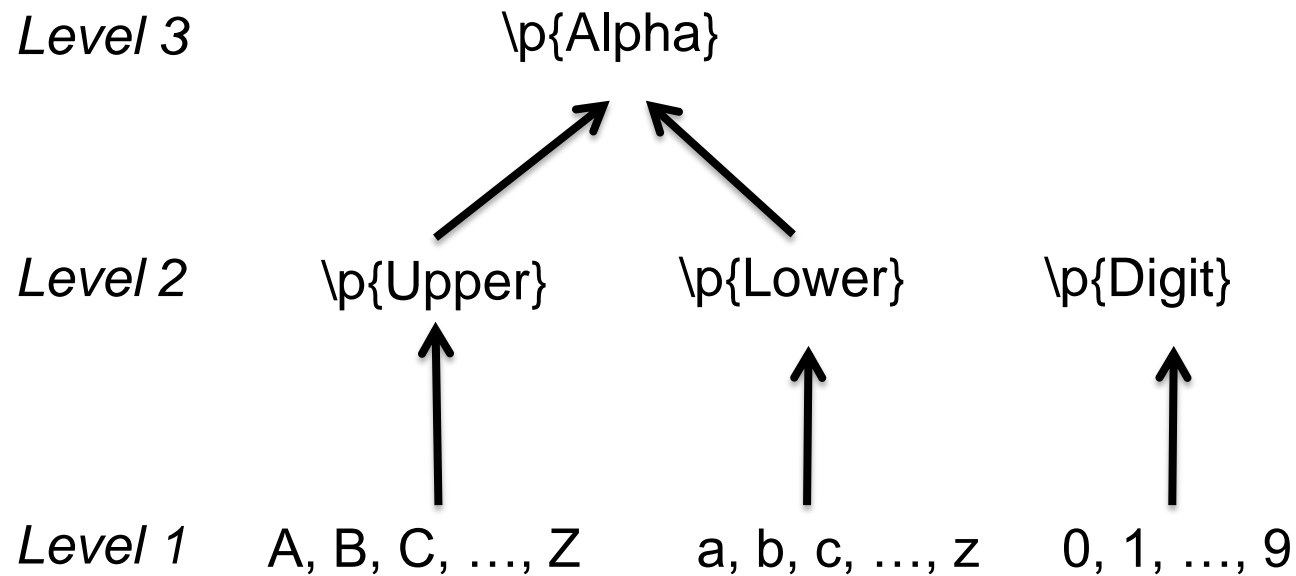 Level 3 \p{Alpha}
Level 2 \p{Upper} \p{Lower} \p{Digit}
Level 1 A, B, C, …, Z a, b, c, …, z 0, 1, …, 9